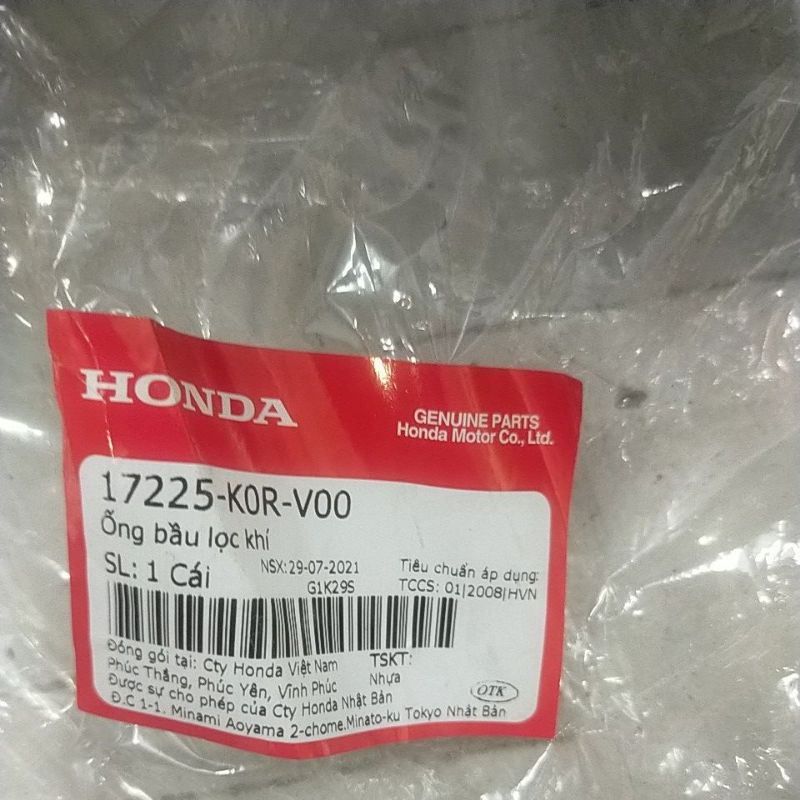 HONDA
GENUINE PARTS
Honda Motor Co., Ltd.
17225-K0R-V00
Ống bầu lọc khí
SL: 1 Cái
NSX:29-07-2021
G1K29S
Tiêu chuẩn áp dụng:
TCCS: 01|2008|HVN
Đóng gói tại: Cty Honda Việt Nam
Phúc Thắng, Phúc Yên, Vĩnh Phúc
Được sự cho phép của Cty Honda Nhật Bản
Đ.C 1-1. Minami Aoyama 2-chome.Minato-ku Tokyo Nhật Bản
TSKT:
Nhựa
OTK